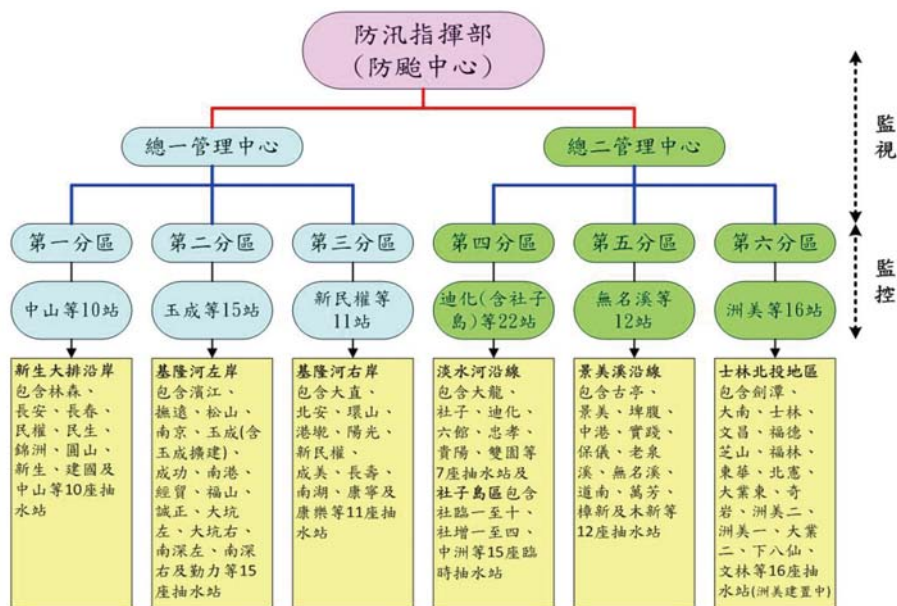 防汛指揮部
(防颱中心)
總一管理中心
總二管理中心
監視
第一分區
第二分區
第三分區
第四分區
第五分區
第六分區
監控
中山等10站
玉成等15站
新民權等
11站
迪化(含社子
島)等22站
無名溪等
12站
洲美等16站
新生大排沿岸
包含林森、
長安、長春、
民權、民生、
錦洲、圓山、
新生、建國及
中山等10座抽
水站
基隆河左岸
包含濱江、
撫遠、松山、
南京、玉成(含
玉成擴建)、
成功、南港、
經貿、福山、
誠正、大坑
左、大坑右、
南深左、南深
右及勤力等15
座抽水站
基隆河右岸
包含大直、
北安、環山、
港墘、陽光、
新民權、
成美、長壽、
南湖、康寧及
康樂等11座抽
水站
淡水河沿線
包含大龍、
社子、迪化、
六館、忠孝、
貴陽、雙園等
7座抽水站及
社子島區包含
社臨一至十、
社增一至四、
中洲等15座臨
時抽水站
景美溪沿線
包含古亭、
景美、埤腹、
中港、實踐、
保儀、老泉
溪、無名溪、
道南、萬芳、
樟新及木新等
12座抽水站
士林北投地區
包含劍潭、
大南、士林、
文昌、福德、
芝山、福林、
東華、北憲、
大業東、奇
岩、洲美二、
洲美一、大業
二、下八仙、
文林等16座抽
水站(洲美建置中)